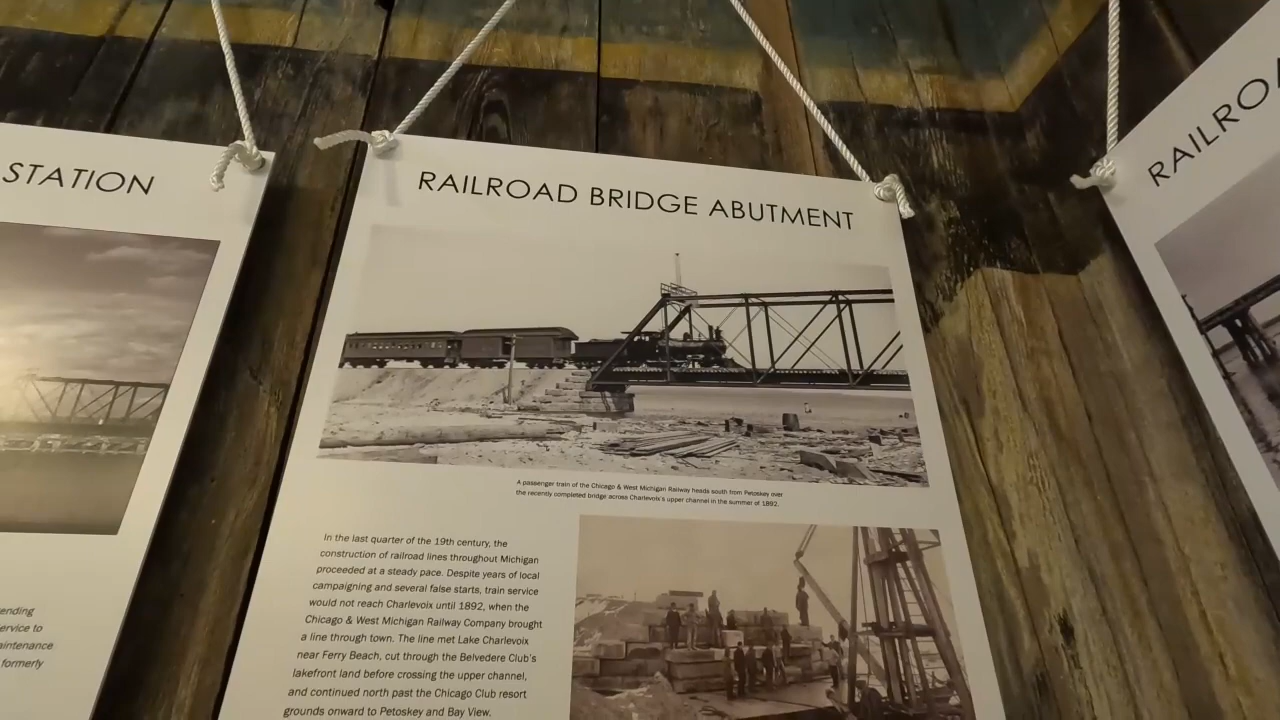 STATION
RAILROAD BRIDGE ABUTMENT
A passenger train of the Chicago & West Michigan Railway heads south from Petoskey over
the recently completed bridge across Charlevoix's upper channel in the summer of 1892.
In the last quarter of the 19th century, the
construction of railroad lines throughout Michigan
proceeded at a steady pace. Despite years of local
campaigning and several false starts, train service
would not reach Charlevoix until 1892, when the
Chicago & West Michigan Railway Company brought
a line through town. The line met Lake Charlevoix
near Ferry Beach, cut through the Belvedere Club's
lakefront land before crossing the upper channel,
and continued north past the Chicago Club resort
grounds onward to Petoskey and Bay View.
ending
ervice to
aintenance
formerly
RAILRO